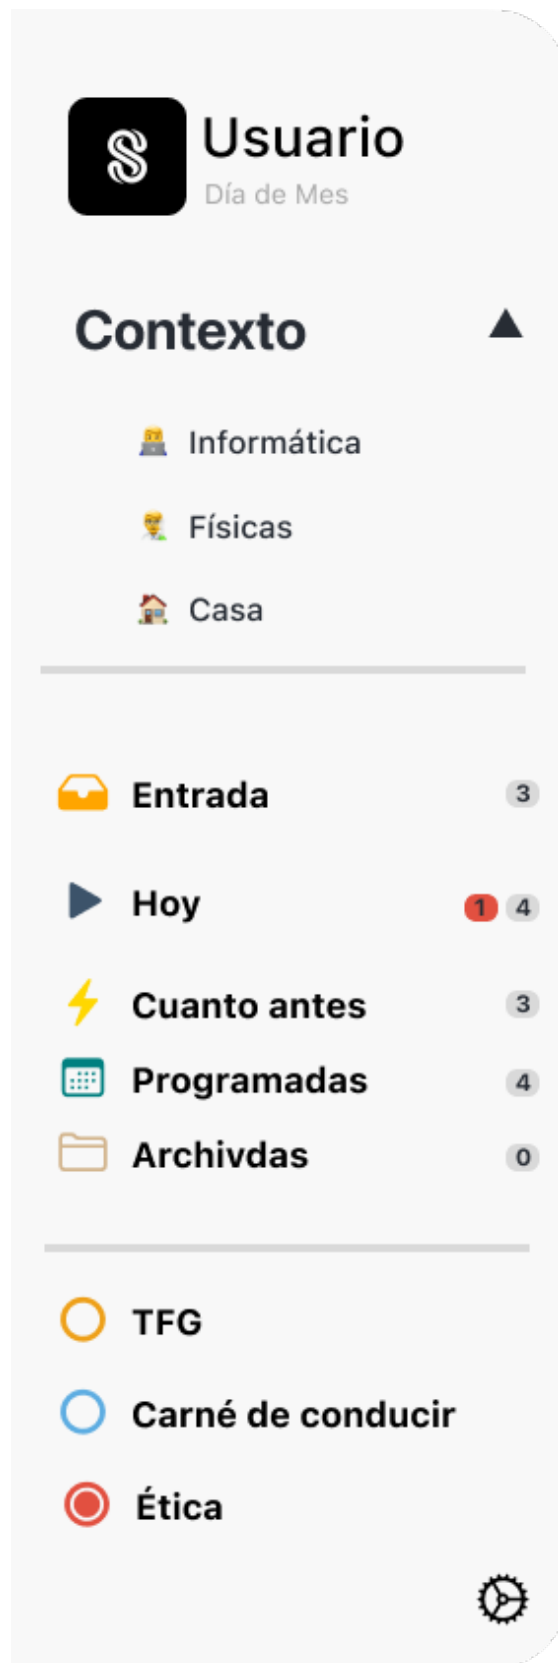 Usuario
Día de Mes
Contexto
Informática
Físicas
Casa
Entrada 3
Hoy 1 4
Cuanto antes 3
Programadas 4
Archivdas 0
TFG
Carné de conducir
Ética